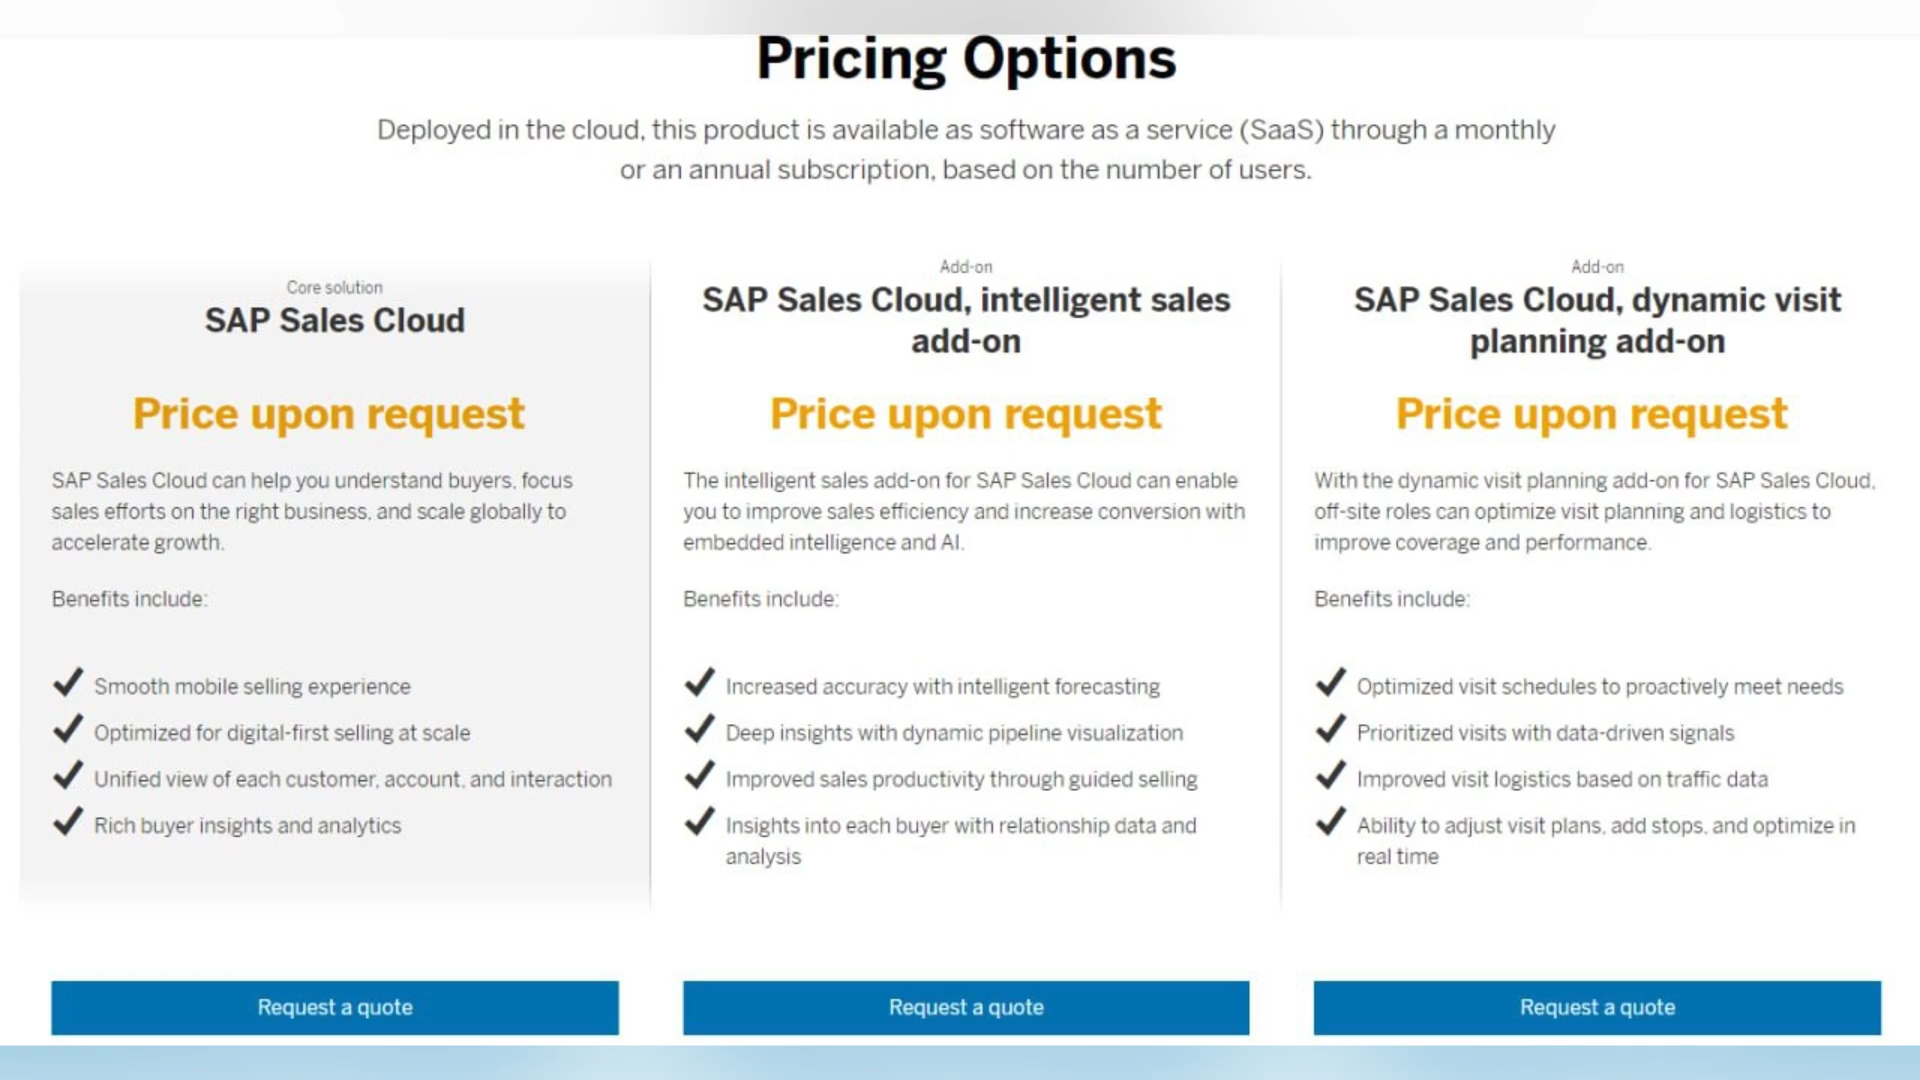 Pricing Options
Deployed in the cloud, this product is available as software as a service (SaaS) through a monthly
or an annual subscription, based on the number of users.
Core solution
SAP Sales Cloud
Price upon request
SAP Sales Cloud can help you understand buyers, focus
sales efforts on the right business, and scale globally to
accelerate growth.
Benefits include:
Smooth mobile selling experience
Optimized for digital-first selling at scale
Unified view of each customer, account, and interaction
Rich buyer insights and analytics
Request a quote
Add-on
SAP Sales Cloud, intelligent sales
add-on
Price upon request
The intelligent sales add-on for SAP Sales Cloud can enable
you to improve sales efficiency and increase conversion with
embedded intelligence and AI.
Benefits include:
Increased accuracy with intelligent forecasting
Deep insights with dynamic pipeline visualization
Improved sales productivity through guided selling
Insights into each buyer with relationship data and
analysis
Request a quote
Add-on
SAP Sales Cloud, dynamic visit
planning add-on
Price upon request
With the dynamic visit planning add-on for SAP Sales Cloud,
off-site roles can optimize visit planning and logistics to
improve coverage and performance.
Benefits include:
Optimized visit schedules to proactively meet needs
Prioritized visits with data-driven signals
Improved visit logistics based on traffic data
Ability to adjust visit plans, add stops, and optimize in
real time
Request a quote